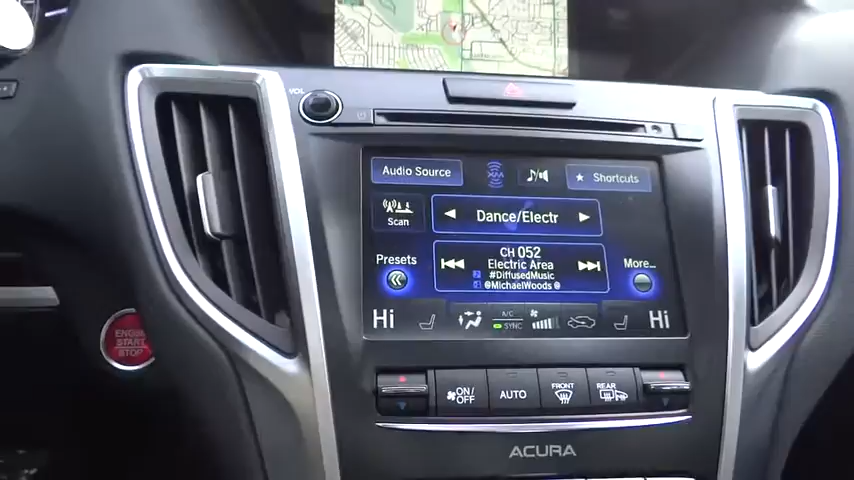 VOL
Audio Source
XM
Shortcuts
Scan
Dance/Electr
CH 052
Electric Area
#DiffusedMusic
@MichaelWoods @
Presets
More...
Hi
A/C
SYNC
Hi
ENGINE
START
STOP
ON/
OFF
AUTO
FRONT
REAR
ACURA